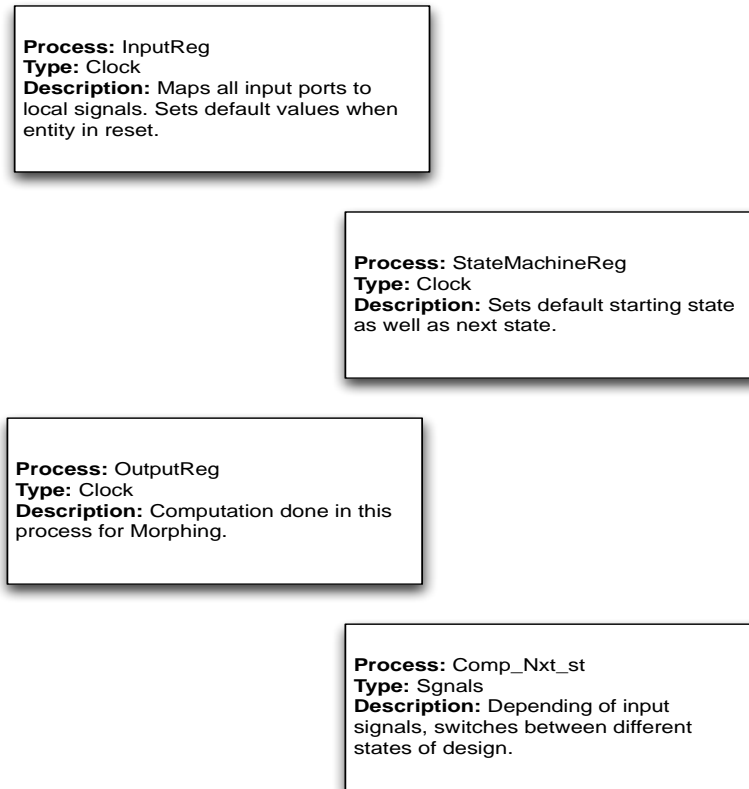 Process: InputReg
Type: Clock
Description: Maps all input ports to
local signals. Sets default values when
entity in reset.
Process: StateMachineReg
Type: Clock
Description: Sets default starting state
as well as next state.
Process: OutputReg
Type: Clock
Description: Computation done in this
process for Morphing.
Process: Comp_Nxt_st
Type: Sgnals
Description: Depending of input
signals, switches between different
states of design.